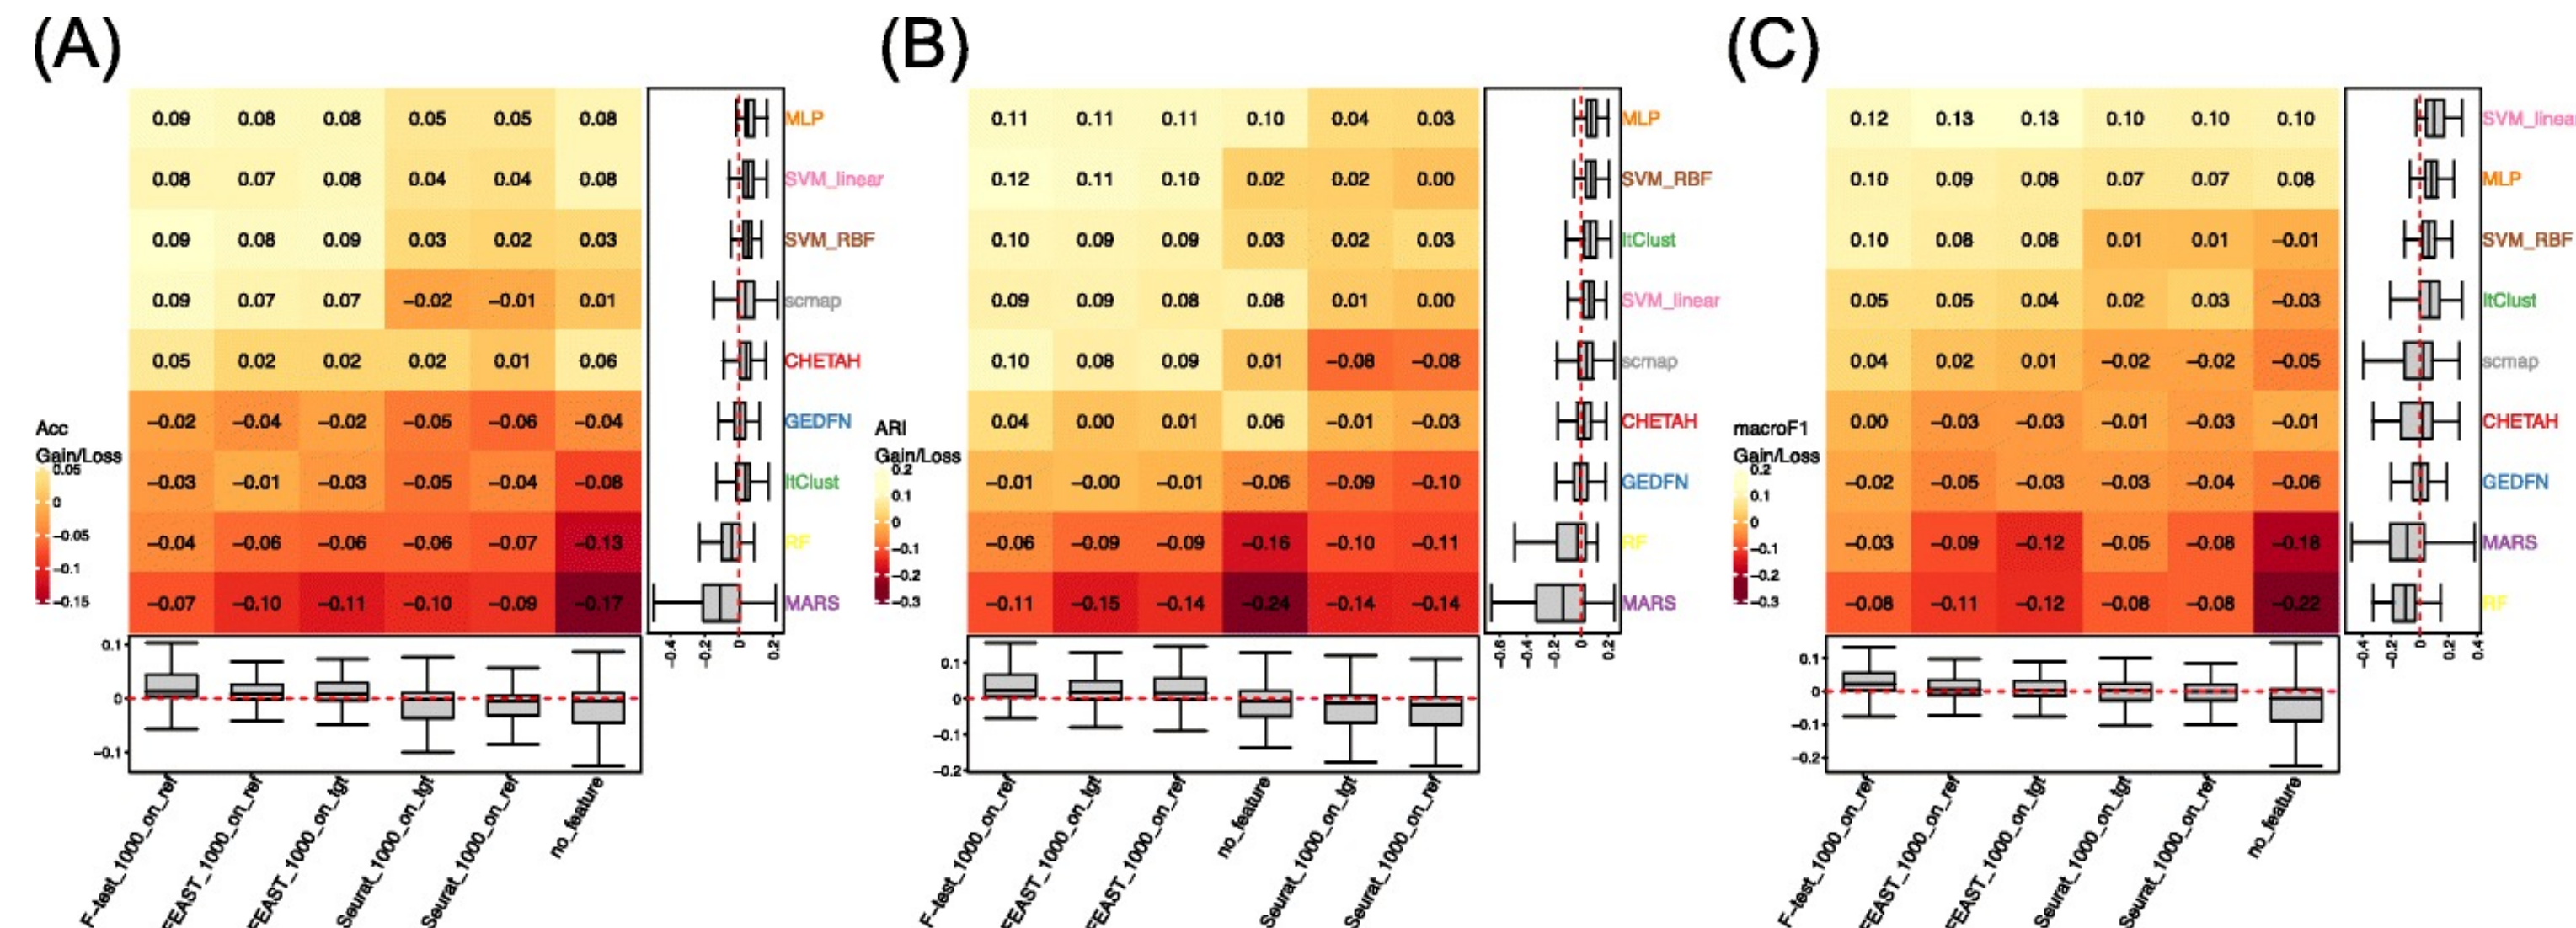 (A)
0.09 0.08 0.08 0.05 0.05 0.08 MLP
0.08 0.07 0.08 0.04 0.04 0.08 SVM_linear
0.09 0.08 0.09 0.03 0.02 0.03 SVM_RBF
0.09 0.07 0.07 −0.02 −0.01 0.01 scmap
0.05 0.02 0.02 0.02 0.01 0.06 CHETAH
−0.02 −0.04 −0.02 −0.05 −0.06 −0.04 GEDFN
−0.03 −0.01 −0.03 −0.05 −0.04 −0.08 ItClust
−0.04 −0.06 −0.06 −0.06 −0.07 −0.13 RF
−0.07 −0.10 −0.11 −0.10 −0.09 −0.17 MARS
Acc
Gain/Loss
0.05
0
−0.05
−0.1
−0.15
−0.4 −0.2 0 0.2
0.1
0
−0.1
F−test_1000_on_ref
FEAST_1000_on_ref
FEAST_1000_on_tgt
Seurat_1000_on_tgt
Seurat_1000_on_ref
no_feature
(B)
0.11 0.11 0.11 0.10 0.04 0.03 MLP
0.12 0.11 0.10 0.02 0.02 0.00 SVM_RBF
0.10 0.09 0.09 0.03 0.02 0.03 ItClust
0.09 0.09 0.08 0.08 0.01 0.00 SVM_linear
0.10 0.08 0.09 0.01 −0.08 −0.08 scmap
0.04 0.00 0.01 0.06 −0.01 −0.03 CHETAH
−0.01 −0.00 −0.01 −0.06 −0.09 −0.10 GEDFN
−0.06 −0.09 −0.09 −0.16 −0.10 −0.11 RF
−0.11 −0.15 −0.14 −0.24 −0.14 −0.14 MARS
ARI
Gain/Loss
0.2
0.1
0
−0.1
−0.2
−0.3
−0.6 −0.4 −0.2 0 0.2
0.1
0
−0.1
−0.2
F−test_1000_on_ref
FEAST_1000_on_tgt
FEAST_1000_on_ref
no_feature
Seurat_1000_on_tgt
Seurat_1000_on_ref
(C)
0.12 0.13 0.13 0.10 0.10 0.10 SVM_linea
0.10 0.09 0.08 0.07 0.07 0.08 MLP
0.10 0.08 0.08 0.01 0.01 −0.01 SVM_RBF
0.05 0.05 0.04 0.02 0.03 −0.03 ItClust
0.04 0.02 0.01 −0.02 −0.02 −0.05 scmap
0.00 −0.03 −0.03 −0.01 −0.03 −0.01 CHETAH
−0.02 −0.05 −0.03 −0.03 −0.04 −0.06 GEDFN
−0.03 −0.09 −0.12 −0.05 −0.08 −0.18 MARS
−0.08 −0.11 −0.12 −0.08 −0.08 −0.22 RF
macroF1
Gain/Loss
0.2
0.1
0
−0.1
−0.2
−0.3
−0.4 −0.2 0 0.2 0.4
0.1
0
−0.1
−0.2
F−test_1000_on_ref
FEAST_1000_on_ref
FEAST_1000_on_tgt
Seurat_1000_on_tgt
Seurat_1000_on_ref
no_feature